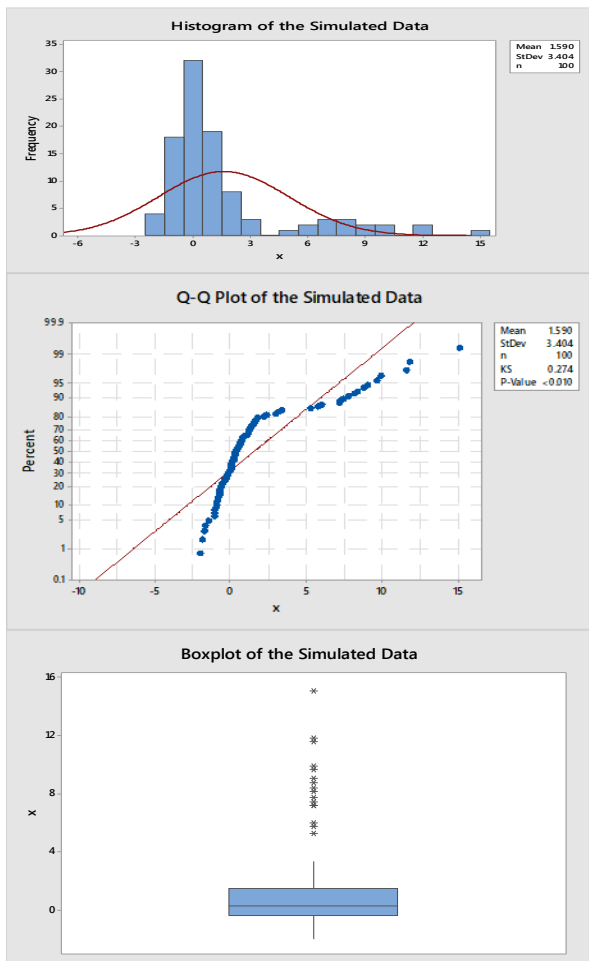 Histogram of the Simulated Data
Mean 1.590
StDev 3.404
n 100
35
30
25
20
15
10
5
0
Frequency
-6 -3 0 3 6 9 12 15
x
Q-Q Plot of the Simulated Data
Mean 1.590
StDev 3.404
n 100
KS 0.274
P-Value <0.010
99.9
99
95
90
80
70
60
50
40
30
20
10
5
1
0.1
Percent
-10 -5 0 5 10 15
x
Boxplot of the Simulated Data
16
12
8
4
0
x